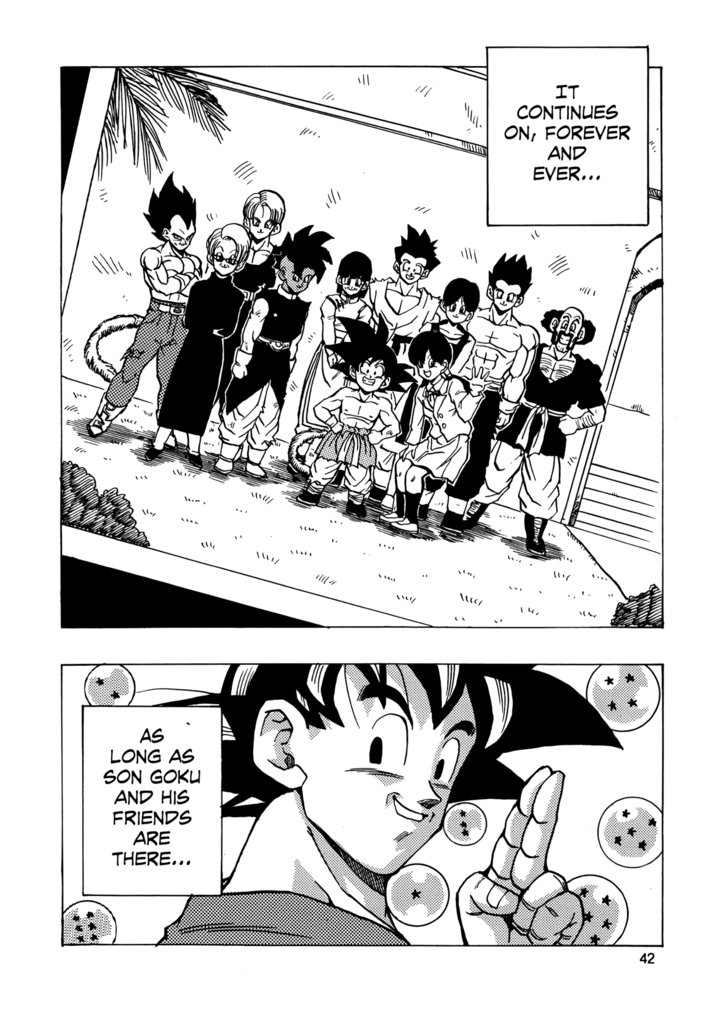 IT
CONTINUES
ON, FOREVER
AND
EVER...
AS
LONG AS
SON GOKU
AND HIS
FRIENDS
ARE
THERE...
42